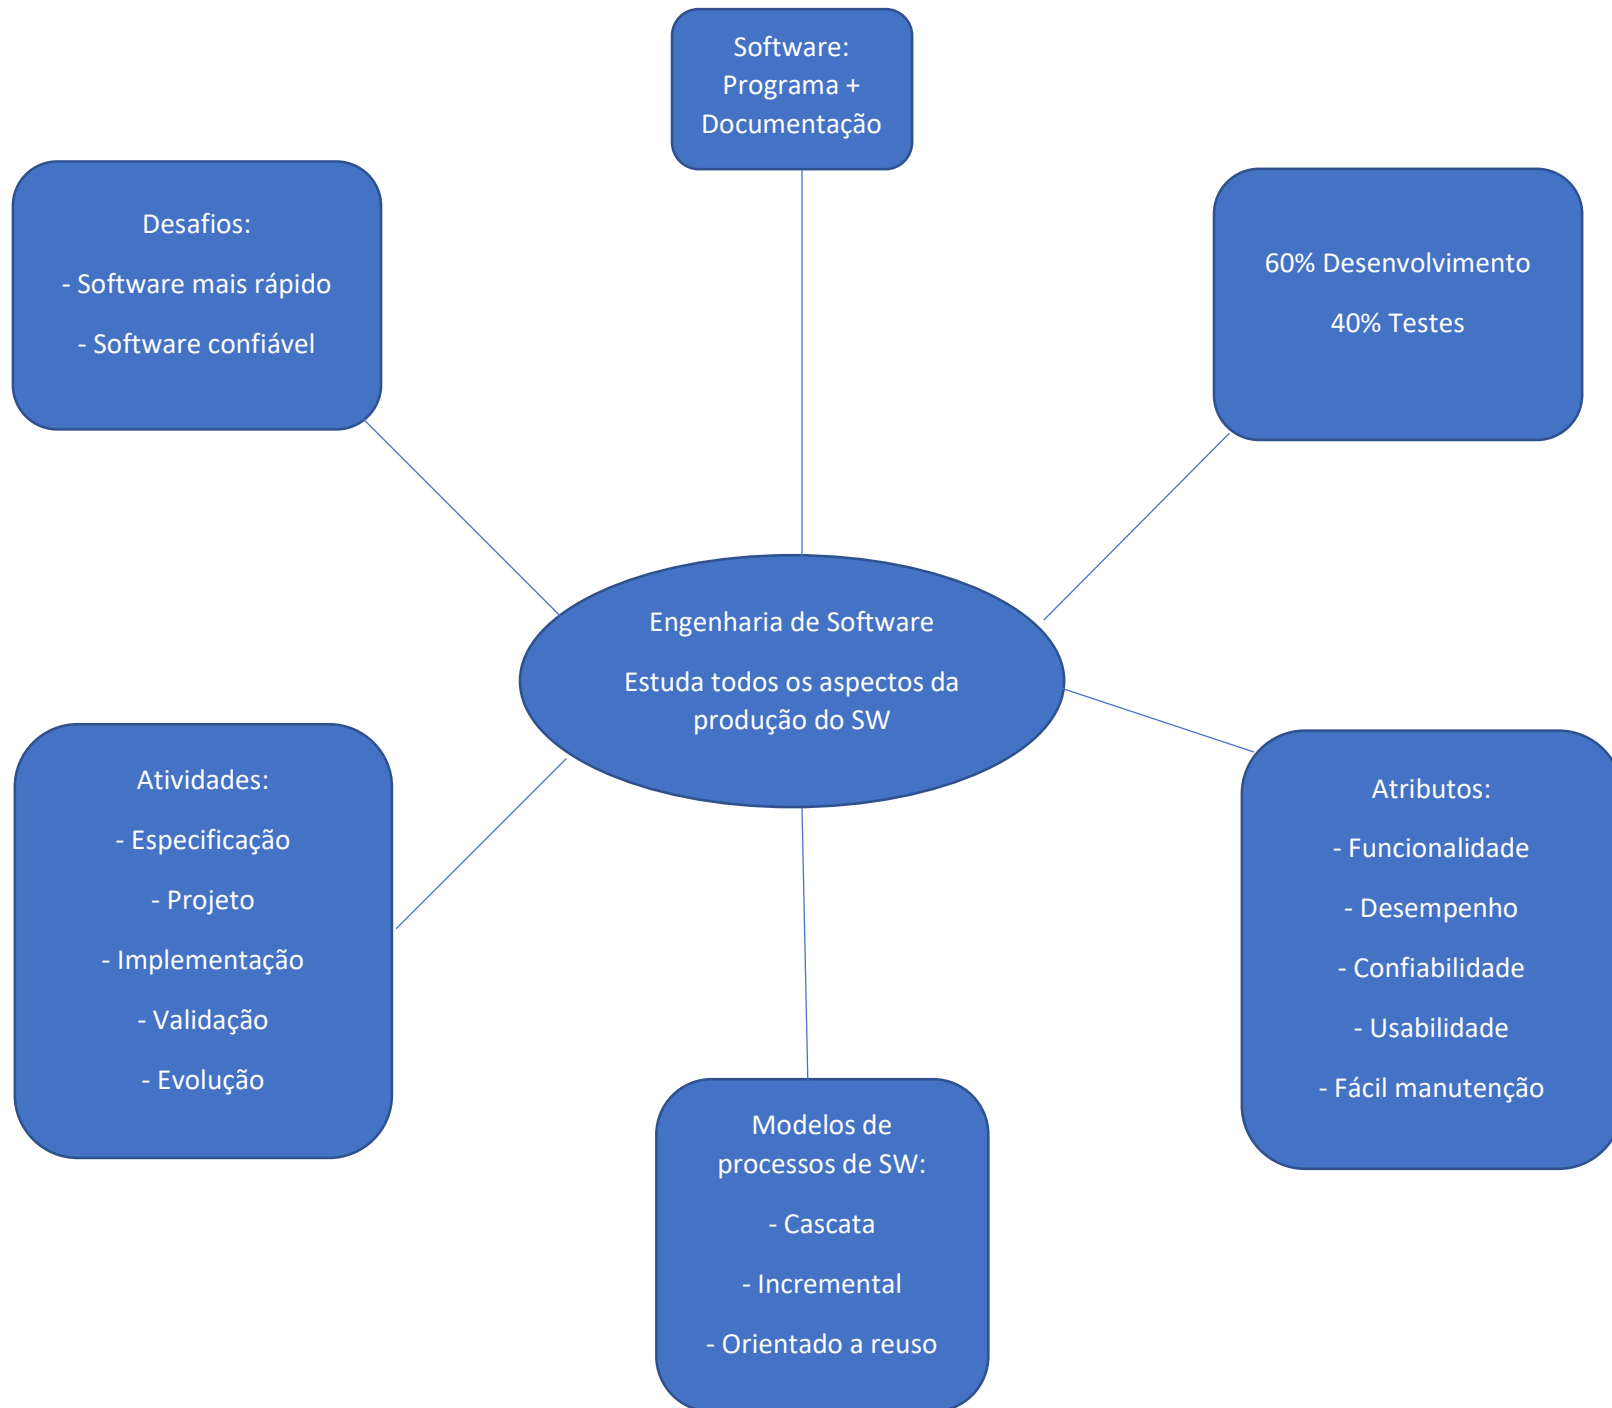 Software:
Programa +
Documentação
Desafios:
- Software mais rápido
- Software confiável
60% Desenvolvimento
40% Testes
Engenharia de Software
Estuda todos os aspectos da
produção do SW
Atividades:
- Especificação
- Projeto
- Implementação
- Validação
- Evolução
Atributos:
- Funcionalidade
- Desempenho
- Confiabilidade
- Usabilidade
- Fácil manutenção
Modelos de
processos de SW:
- Cascata
- Incremental
- Orientado a reuso